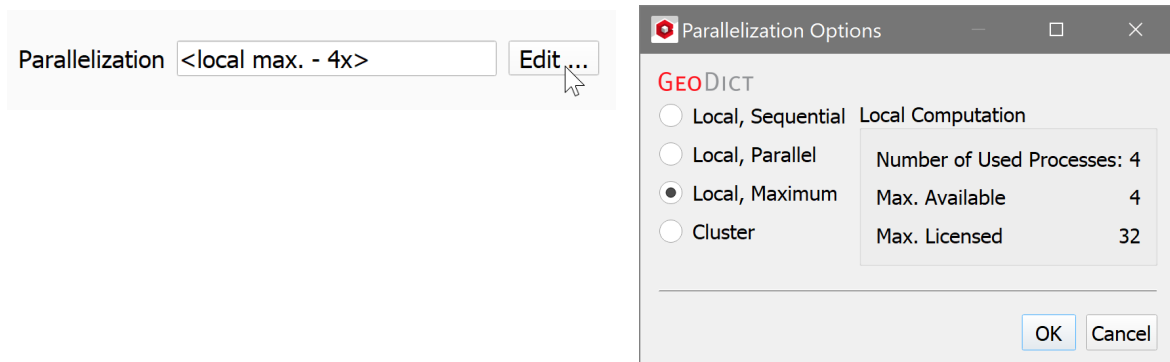 Parallelization <local max. - 4x> Edit ...
Parallelization Options
GEODICT
Local, Sequential
Local, Parallel
Local, Maximum
Cluster
Local Computation
Number of Used Processes: 4
Max. Available 4
Max. Licensed 32
OK Cancel